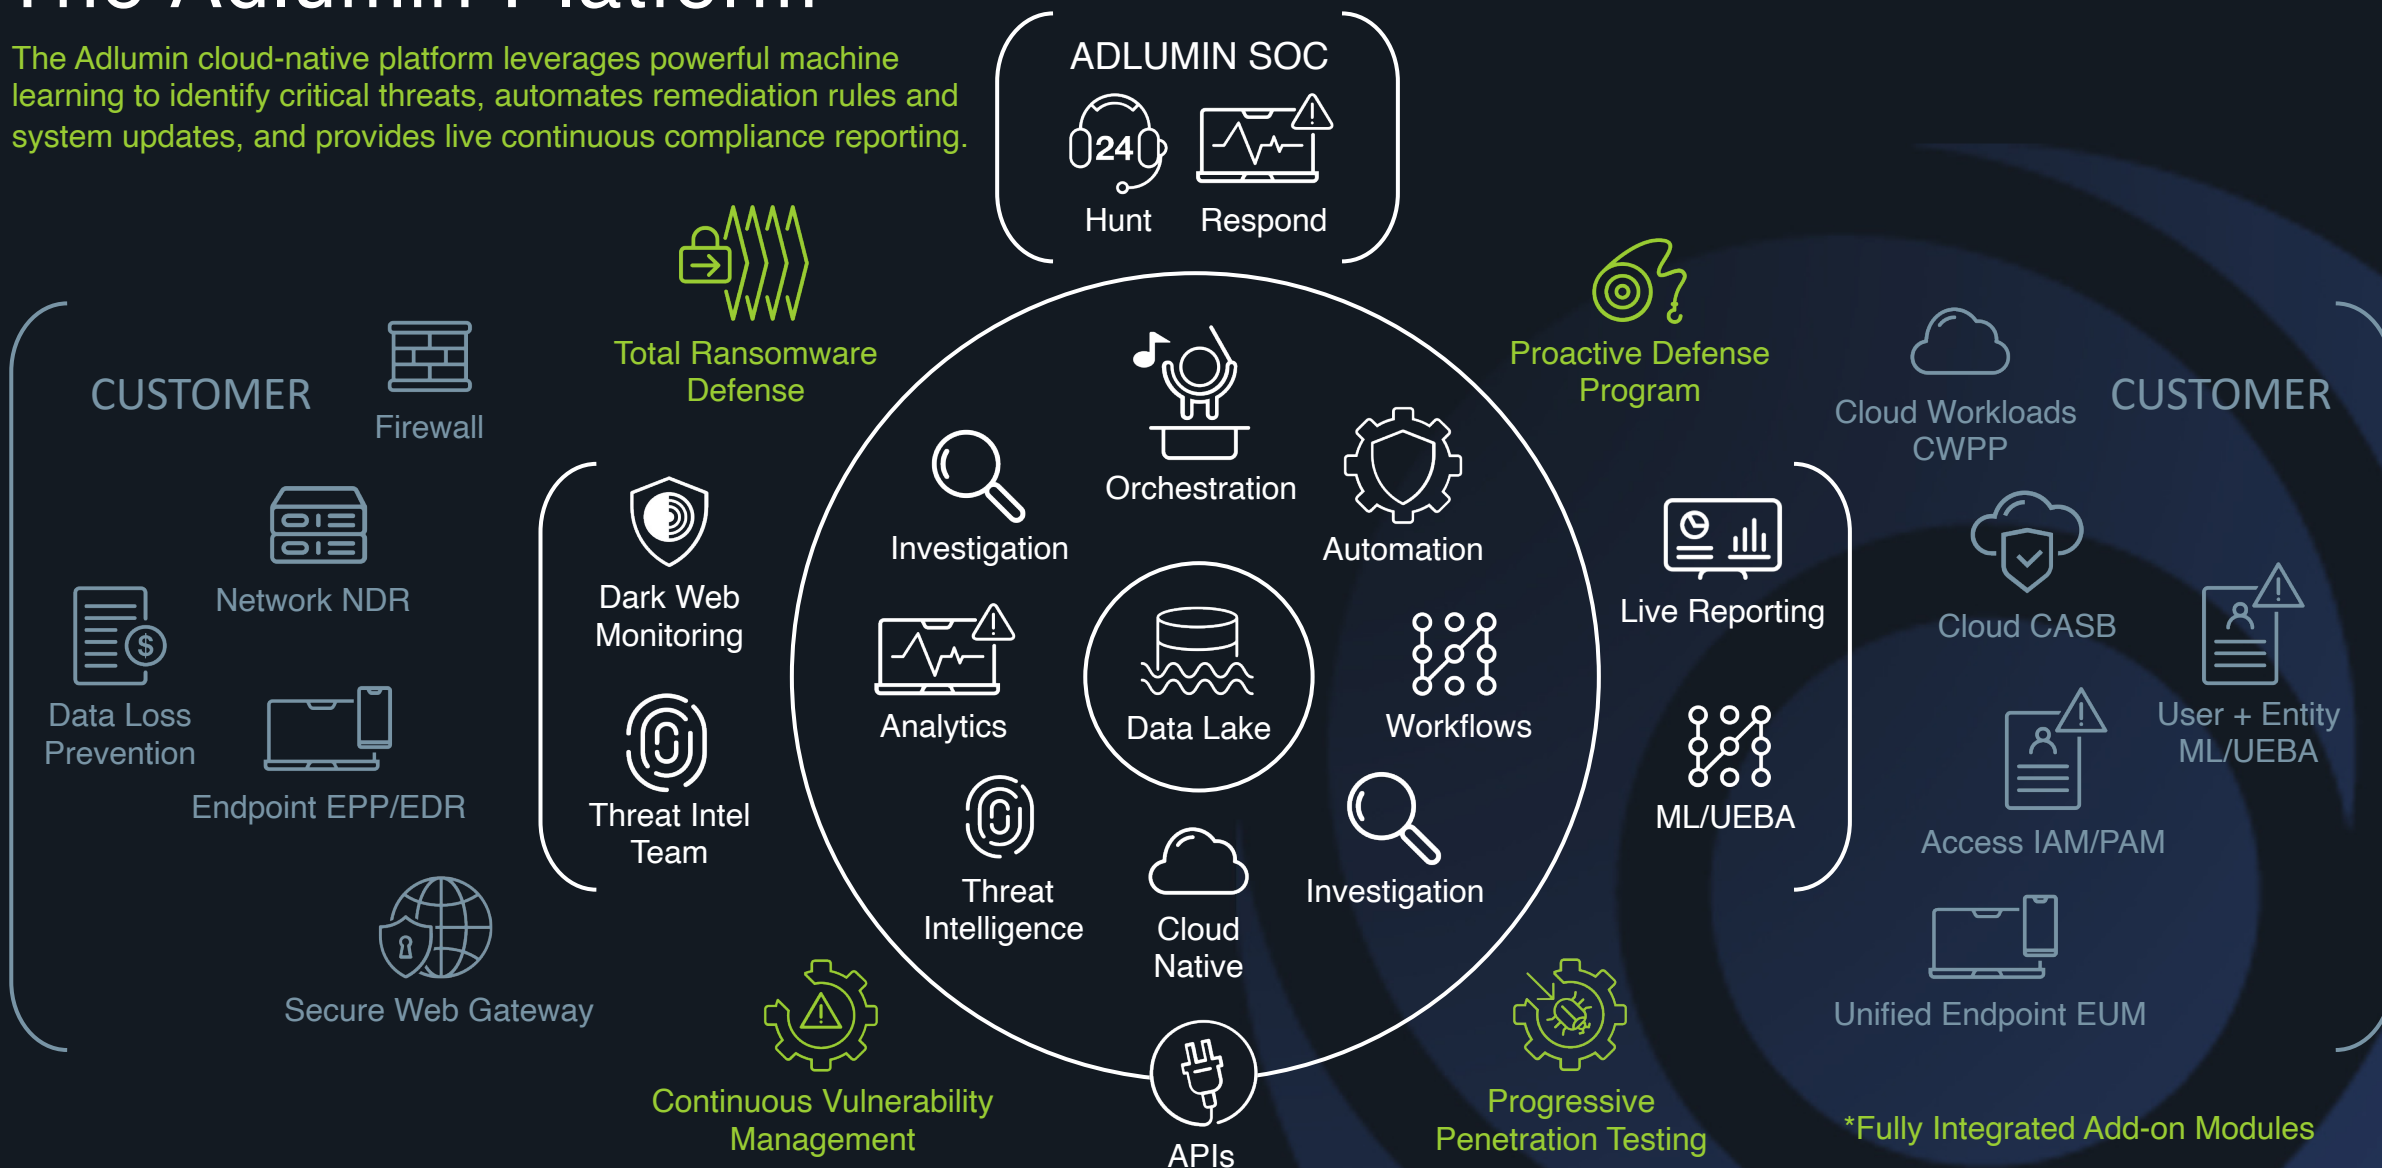 The Adlumin Platform
The Adlumin cloud-native platform leverages powerful machine
learning to identify critical threats, automates remediation rules and
system updates, and provides live continuous compliance reporting.
ADLUMIN SOC
24
Hunt
Respond
Total Ransomware
Defense
Proactive Defense
Program
CUSTOMER
Firewall
Network NDR
$
Data Loss
Prevention
Endpoint EPP/EDR
Secure Web Gateway
Dark Web
Monitoring
Threat Intel
Team
Orchestration
Investigation
Automation
Analytics
Data Lake
Workflows
Threat
Intelligence
Cloud
Native
Investigation
APIs
Live Reporting
ML/UEBA
CUSTOMER
Cloud Workloads
CWPP
Cloud CASB
User + Entity
ML/UEBA
Access IAM/PAM
Unified Endpoint EUM
Continuous Vulnerability
Management
Progressive
Penetration Testing
*Fully Integrated Add-on Modules